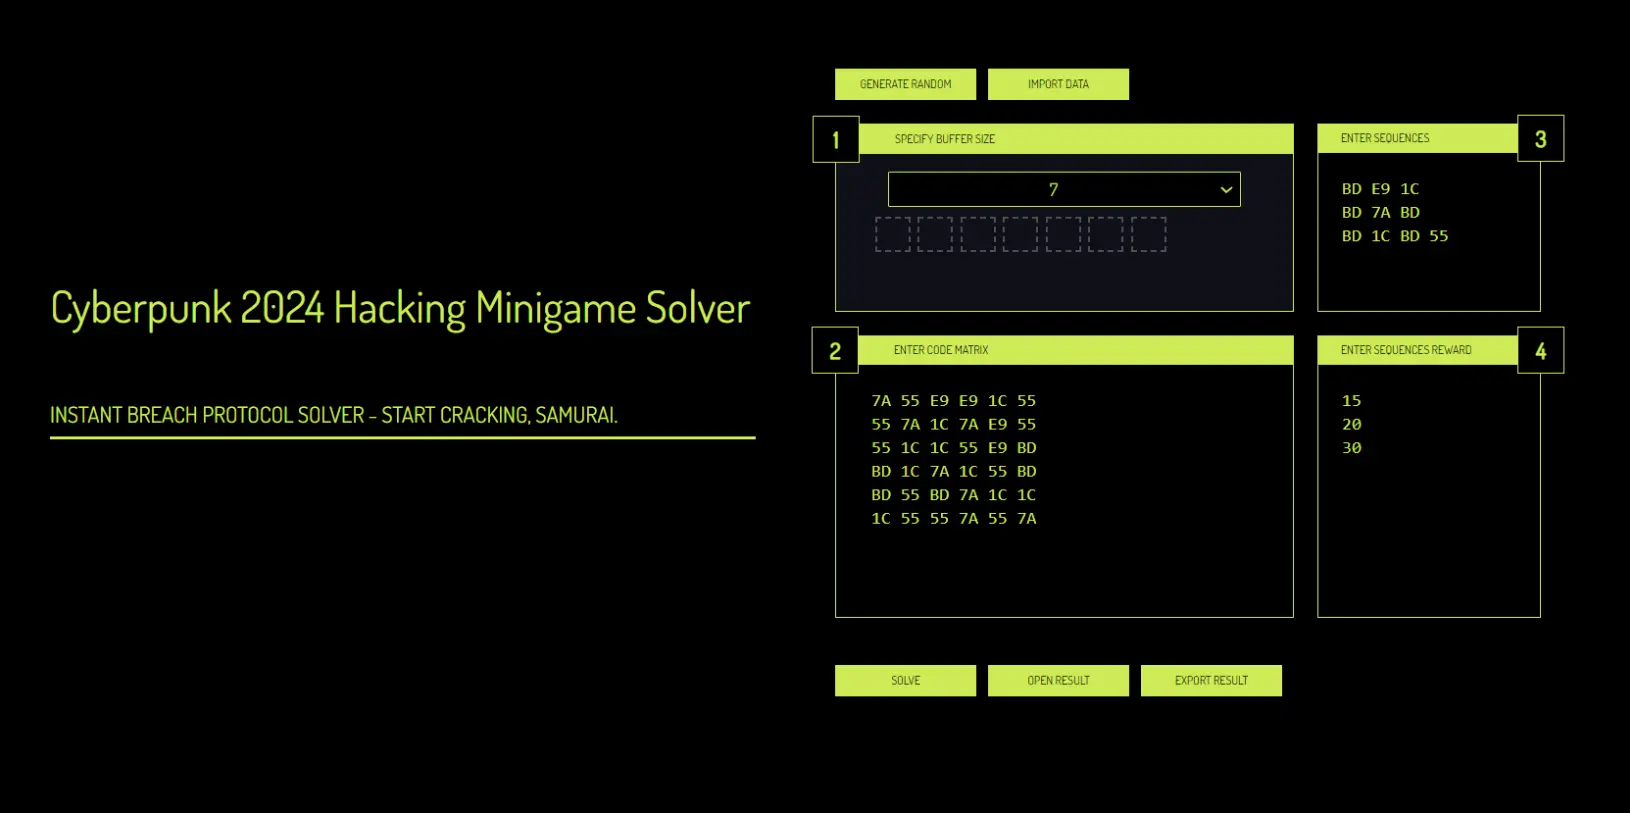 Cyberpunk 2024 Hacking Minigame Solver
INSTANT BREACH PROTOCOL SOLVER - START CRACKING, SAMURAI.
GENERATE RANDOM
IMPORT DATA
1
SPECIFY BUFFER SIZE
7
2
ENTER CODE MATRIX
7A 55 E9 E9 1C 55
55 7A 1C 7A E9 55
55 1C 1C 55 E9 BD
BD 1C 7A 1C 55 BD
BD 55 BD 7A 1C 1C
1C 55 55 7A 55 7A
ENTER SEQUENCES
3
BD E9 1C
BD 7A BD
BD 1C BD 55
ENTER SEQUENCES REWARD
4
15
20
30
SOLVE
OPEN RESULT
EXPORT RESULT